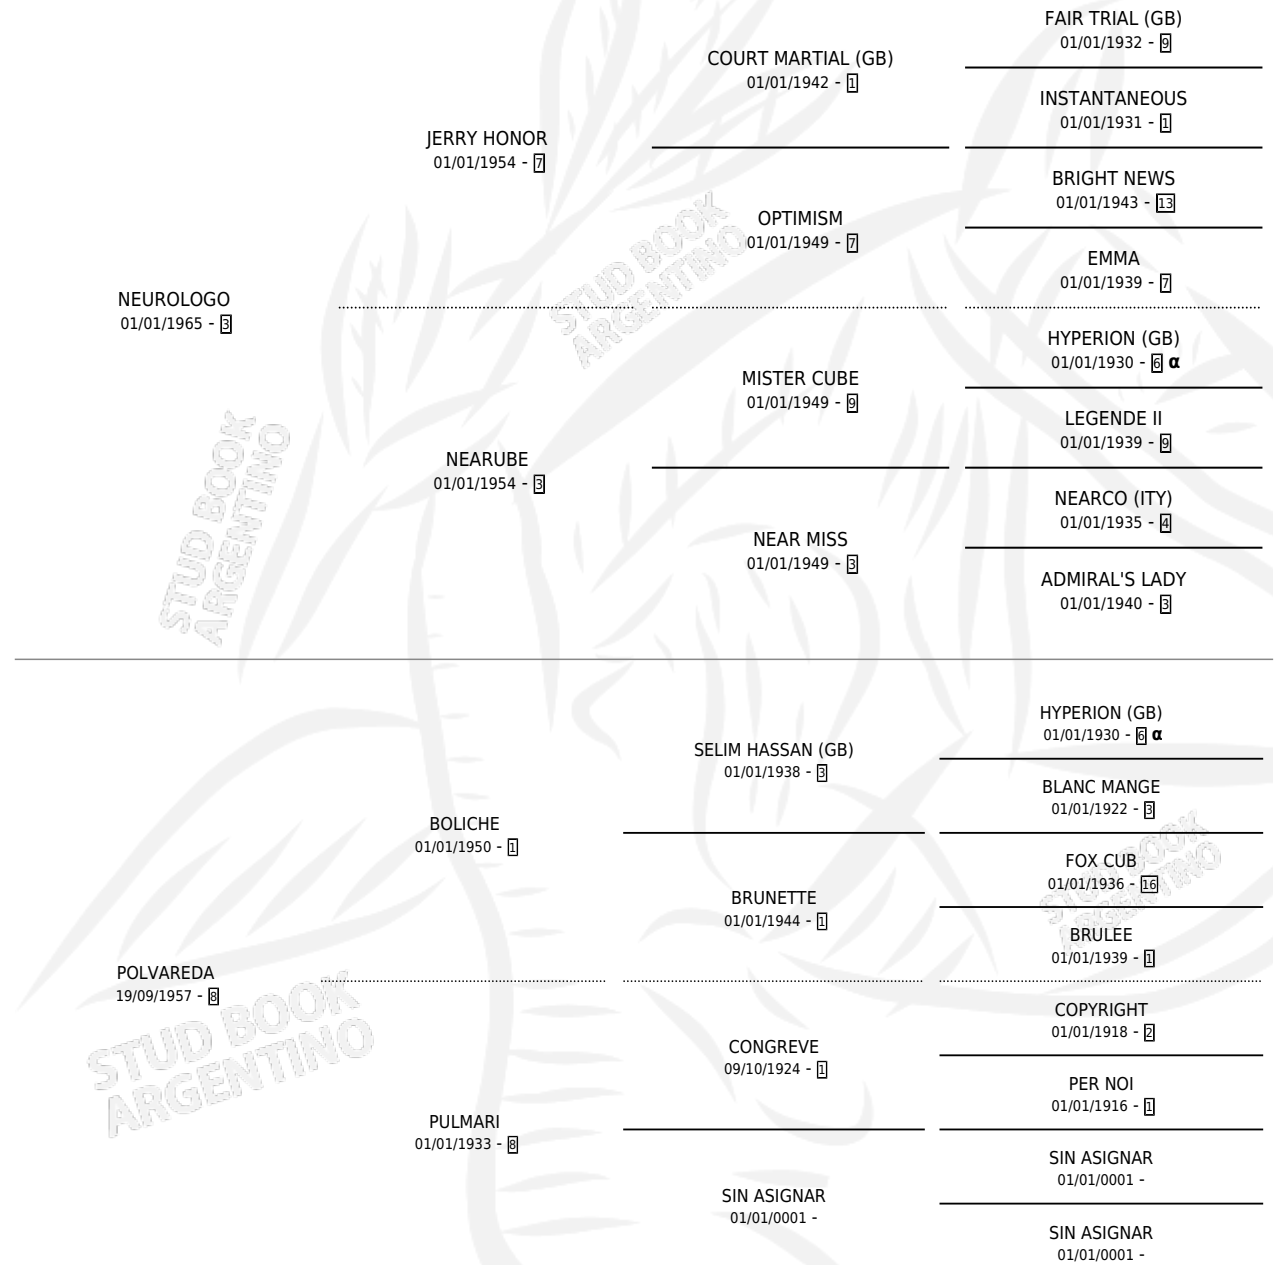 FAIR TRIAL (GB)
01/01/1932 - 9
COURT MARTIAL (GB)
01/01/1942 - 1
INSTANTANEOUS
01/01/1931 - 1
JERRY HONOR
01/01/1954 - 7
BRIGHT NEWS
01/01/1943 - 13
OPTIMISM
01/01/1949 - 7
EMMA
01/01/1939 - 7
NEUROLOGO
01/01/1965 - 3
HYPERION (GB)
01/01/1930 - 6 α
MISTER CUBE
01/01/1949 - 9
LEGENDE II
01/01/1939 - 9
NEARUBE
01/01/1954 - 3
NEARCO (ITY)
01/01/1935 - 4
NEAR MISS
01/01/1949 - 3
ADMIRAL'S LADY
01/01/1940 - 3
HYPERION (GB)
01/01/1930 - 6 α
SELIM HASSAN (GB)
01/01/1938 - 3
BLANC MANGE
01/01/1922 - 3
BOLICHE
01/01/1950 - 1
FOX CUB
01/01/1936 - 16
BRUNETTE
01/01/1944 - 1
BRULEE
01/01/1939 - 1
POLVAREDA
19/09/1957 - 8
COPYRIGHT
01/01/1918 - 2
CONGREVE
09/10/1924 - 1
PER NOI
01/01/1916 - 1
PULMARI
01/01/1933 - 8
SIN ASIGNAR
01/01/0001 -
SIN ASIGNAR
01/01/0001 -
SIN ASIGNAR
01/01/0001 -
STUD BOOK
ARGENTINO
STUD BOOK
ARGENTINO
STUD BOOK
ARGENTINO
STUD BOOK
ARGENTINO